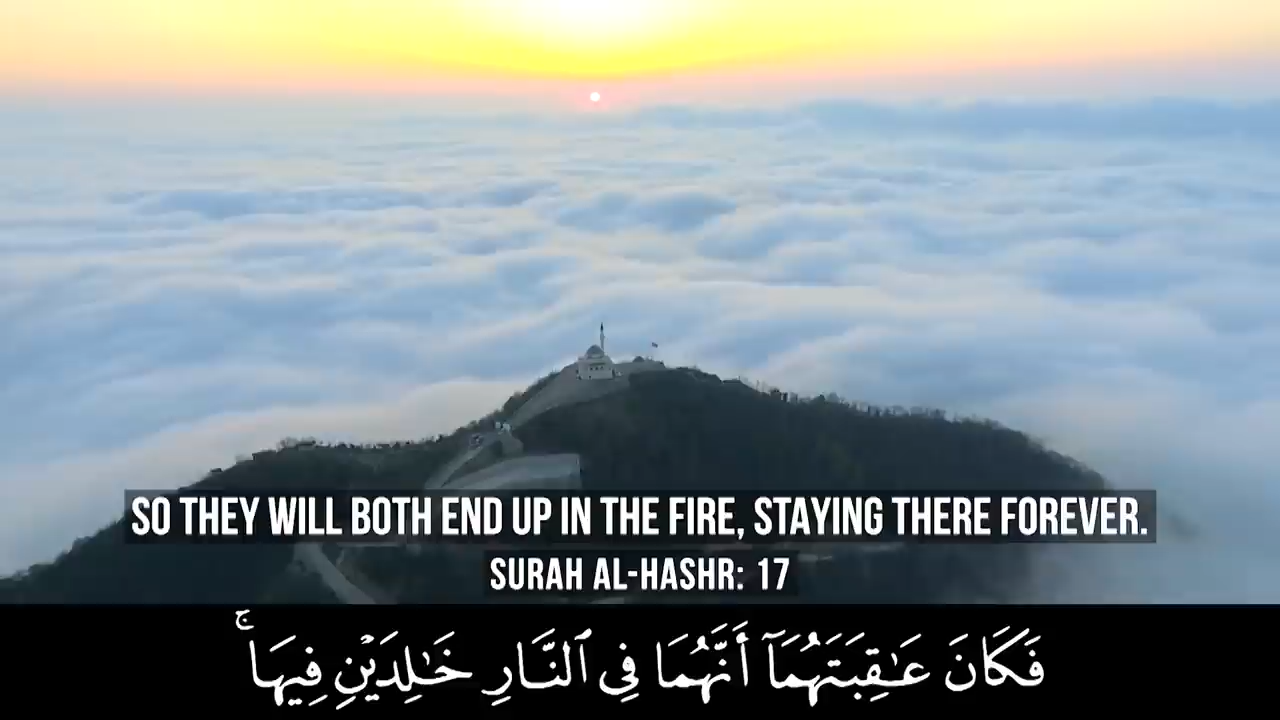 SO THEY WILL BOTH END UP IN THE FIRE, STAYING THERE FOREVER.
SURAH AL-HASHR: 17
فَكَانَ عَـٰقِبَتَهُمَآ أَنَّهُمَا فِي ٱلنَّارِ خَـٰلِدَيۡنِ فِيهَاۚ